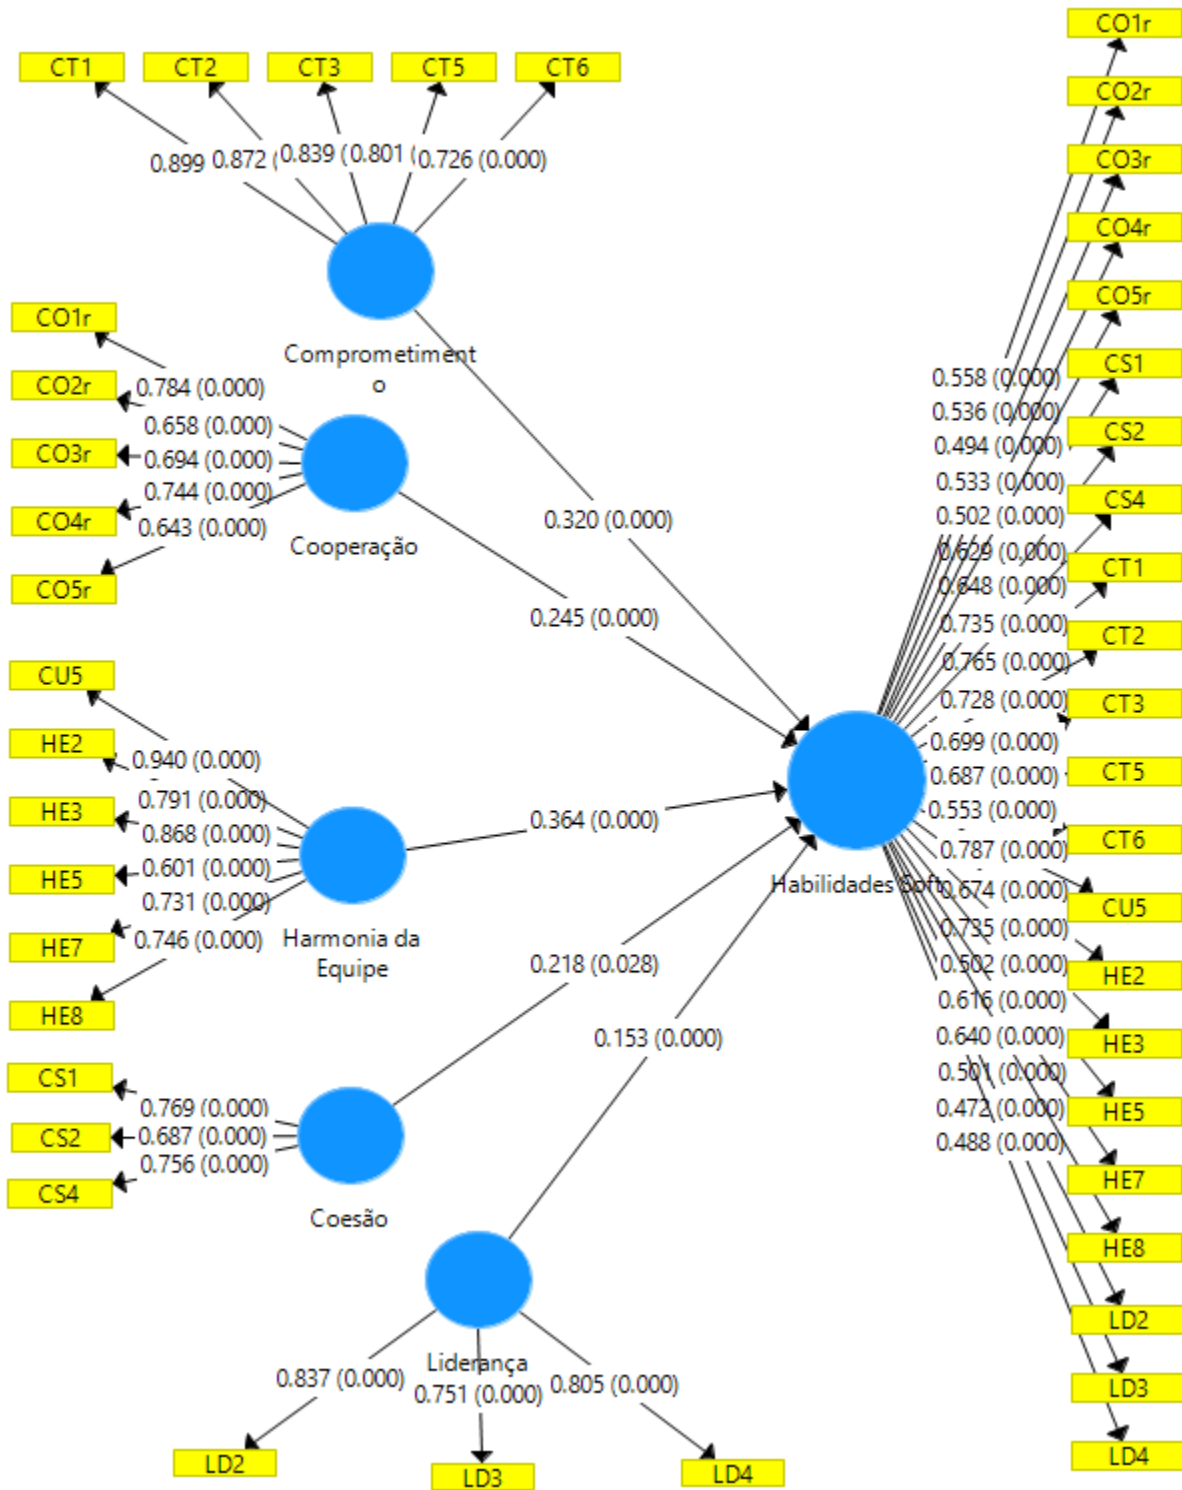 CT1 CT2 CT3 CT5 CT6
0.899 0.872 ( 0.839 ( 0.801 ( 0.726 (0.000)
Comprometiment
o
CO1r
CO2r
CO3r
CO4r
CO5r
0.784 (0.000)
0.658 (0.000)
0.694 (0.000)
0.744 (0.000)
0.643 (0.000)
Cooperação
CU5
HE2
HE3
HE5
HE7
HE8
0.940 (0.000)
0.791 (0.000)
0.868 (0.000)
0.601 (0.000)
0.731 (0.000)
0.746 (0.000)
Harmonia da
Equipe
CS1
CS2
CS4
0.769 (0.000)
0.687 (0.000)
0.756 (0.000)
Coesão
Liderança
0.837 (0.000)
0.751 (0.000)
0.805 (0.000)
LD2
LD3
LD4
0.320 (0.000)
0.245 (0.000)
0.364 (0.000)
0.218 (0.028)
0.153 (0.000)
Habilidades Soft
0.558 (0.000)
0.536 (0.000)
0.494 (0.000)
0.533 (0.000)
0.502 (0.000)
0.629 (0.000)
0.648 (0.000)
0.735 (0.000)
0.765 (0.000)
0.728 (0.000)
0.699 (0.000)
0.687 (0.000)
0.553 (0.000)
0.787 (0.000)
0.674 (0.000)
0.735 (0.000)
0.502 (0.000)
0.616 (0.000)
0.640 (0.000)
0.501 (0.000)
0.472 (0.000)
0.488 (0.000)
CO1r
CO2r
CO3r
CO4r
CO5r
CS1
CS2
CS4
CT1
CT2
CT3
CT5
CT6
CU5
HE2
HE3
HE5
HE7
HE8
LD2
LD3
LD4